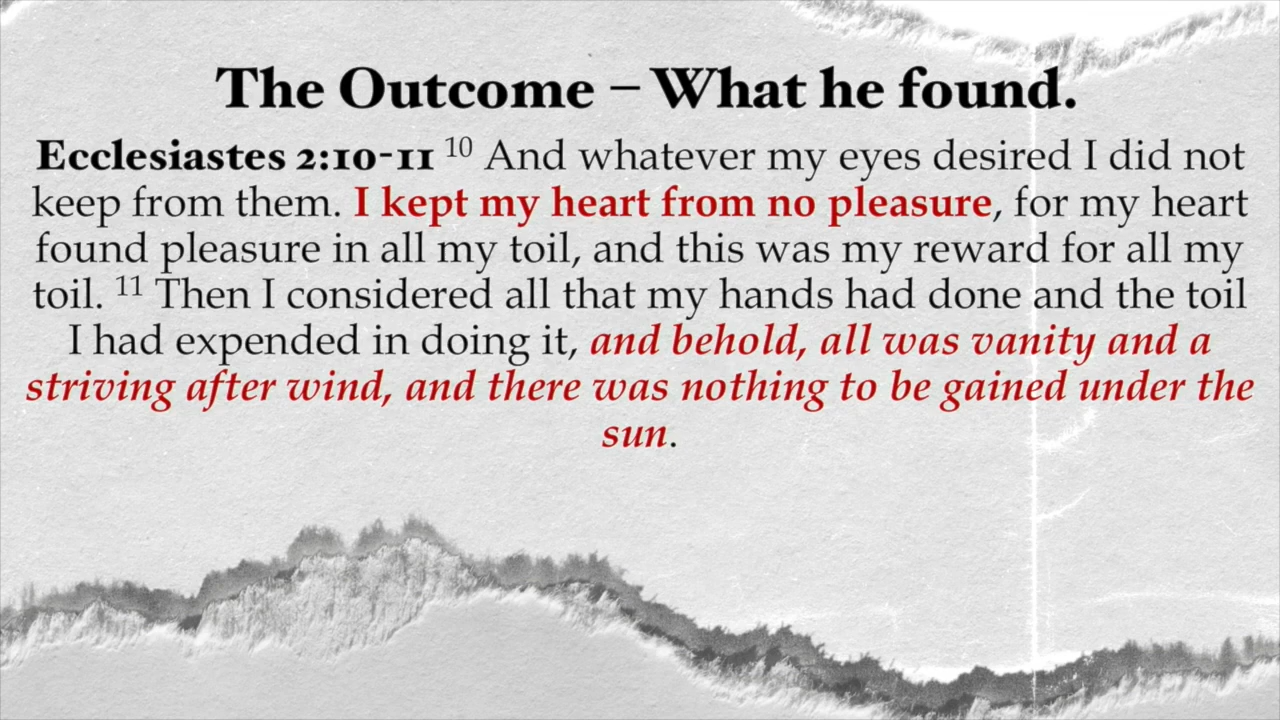 The Outcome – What he found.
Ecclesiastes 2:10-11 10 And whatever my eyes desired I did not
keep from them. I kept my heart from no pleasure, for my heart
found pleasure in all my toil, and this was my reward for all my
toil. 11 Then I considered all that my hands had done and the toil
I had expended in doing it, and behold, all was vanity and a
striving after wind, and there was nothing to be gained under the
sun.